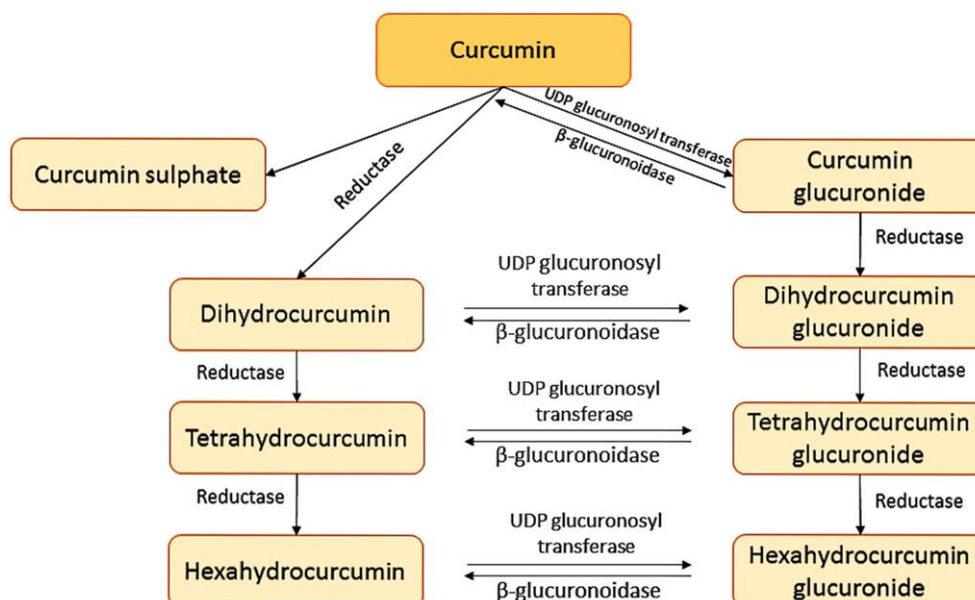 Curcumin
UDP glucuronosyl transferase
β-glucuronoidase
Reductase
Curcumin sulphate
Curcumin
glucuronide
Reductase
UDP glucuronosyl
transferase
β-glucuronoidase
Dihydrocurcumin
Dihydrocurcumin
glucuronide
Reductase
Reductase
UDP glucuronosyl
transferase
β-glucuronoidase
Tetrahydrocurcumin
Tetrahydrocurcumin
glucuronide
Reductase
Reductase
UDP glucuronosyl
transferase
β-glucuronoidase
Hexahydrocurcumin
Hexahydrocurcumin
glucuronide